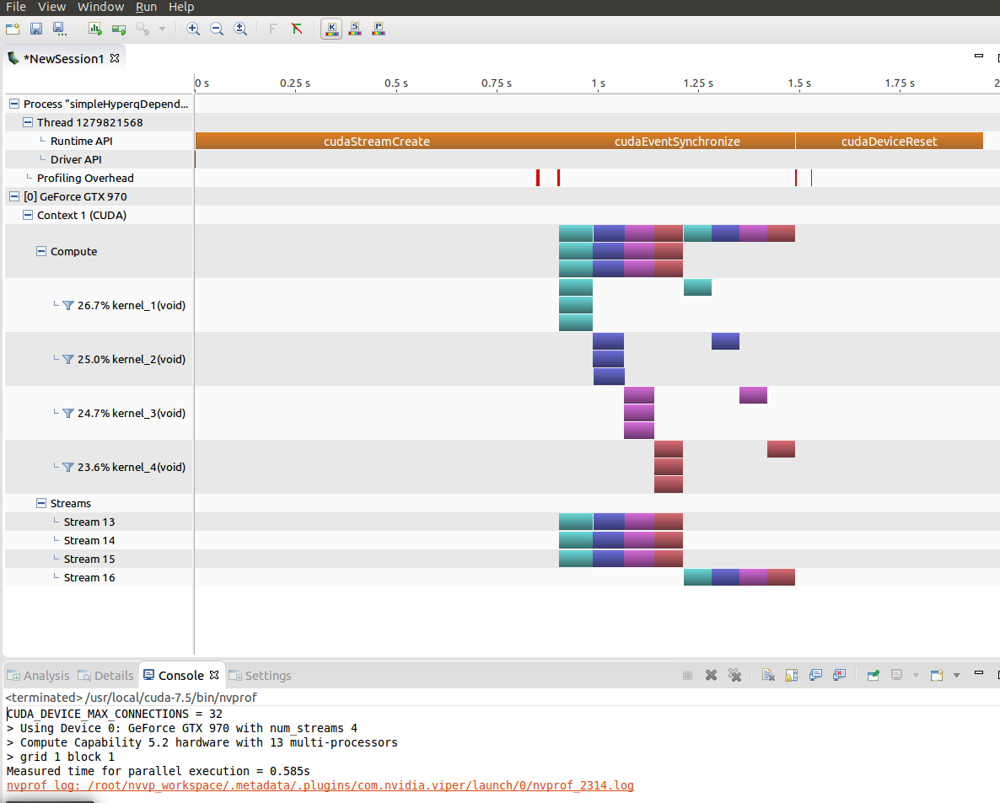 File View Window Run Help
F F K S P
*NewSession1
0 s 0.25 s 0.5 s 0.75 s 1 s 1.25 s 1.5 s 1.75 s 2
Process "simpleHyperqDepend...
Thread 1279821568
Runtime API cudaStreamCreate cudaEventSynchronize cudaDeviceReset
Driver API
Profiling Overhead
[0] GeForce GTX 970
Context 1 (CUDA)
Compute
26.7% kernel_1(void)
25.0% kernel_2(void)
24.7% kernel_3(void)
23.6% kernel_4(void)
Streams
Stream 13
Stream 14
Stream 15
Stream 16
Analysis Details Console Settings
<terminated> /usr/local/cuda-7.5/bin/nvprof
CUDA_DEVICE_MAX_CONNECTIONS = 32
> Using Device 0: GeForce GTX 970 with num_streams 4
> Compute Capability 5.2 hardware with 13 multi-processors
> grid 1 block 1
Measured time for parallel execution = 0.585s
nvprof log: /root/nvvp_workspace/.metadata/.plugins/com.nvidia.viper/launch/0/nvprof_2314.log